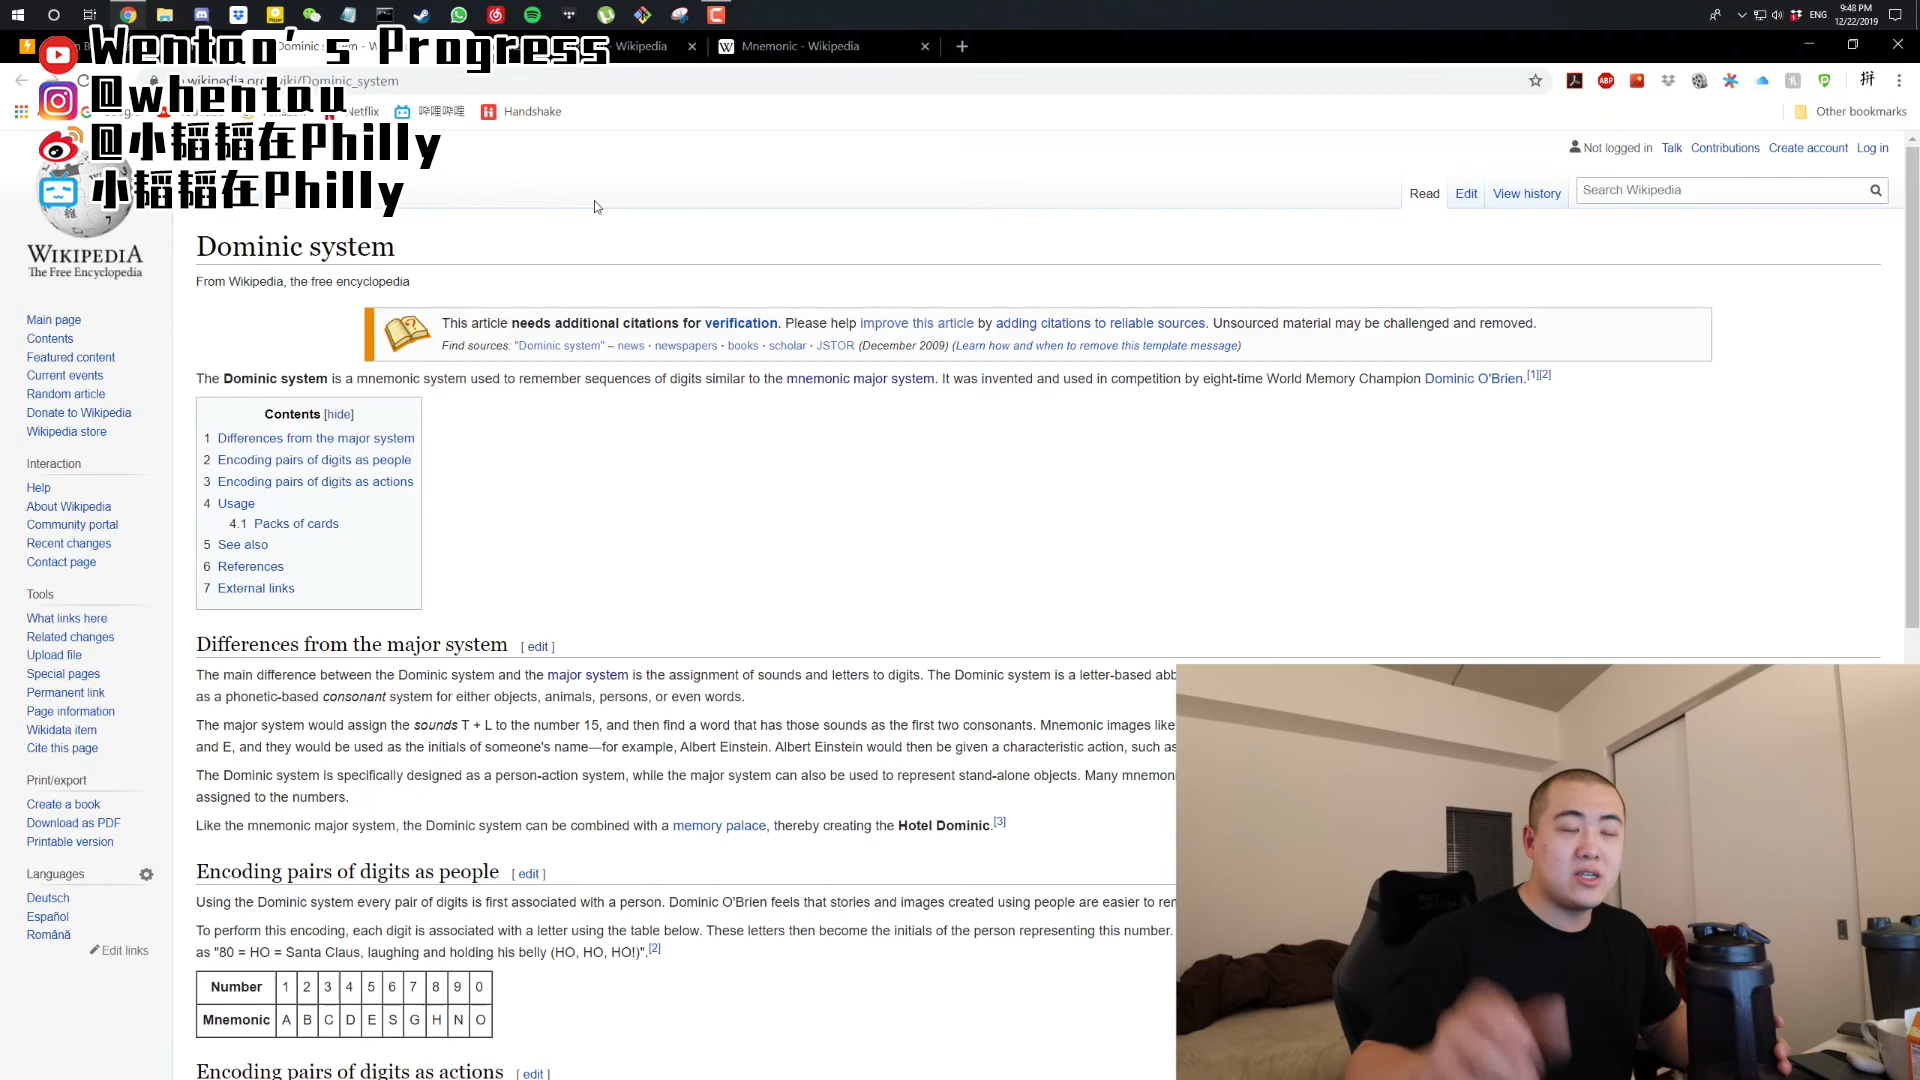 ENG
9:48 PM
12/22/2019
Wentao's Progress
Wikipedia
Mnemonic - Wikipedia
wikipedia.org/wiki/Dominic_system
@whentau
Netflix
哔哩哔哩
Handshake
Other bookmarks
@小韬韬在Philly
小韬韬在Philly
Not logged in Talk Contributions Create account Log in
Read Edit View history Search Wikipedia
WIKIPEDIA
The Free Encyclopedia
Main page
Contents
Featured content
Current events
Random article
Donate to Wikipedia
Wikipedia store
Interaction
Help
About Wikipedia
Community portal
Recent changes
Contact page
Tools
What links here
Related changes
Upload file
Special pages
Permanent link
Page information
Wikidata item
Cite this page
Print/export
Create a book
Download as PDF
Printable version
Languages
Deutsch
Español
Română
Edit links
Dominic system
From Wikipedia, the free encyclopedia
This article needs additional citations for verification. Please help improve this article by adding citations to reliable sources. Unsourced material may be challenged and removed.
Find sources: "Dominic system" – news · newspapers · books · scholar · JSTOR (December 2009) (Learn how and when to remove this template message)
The Dominic system is a mnemonic system used to remember sequences of digits similar to the mnemonic major system. It was invented and used in competition by eight-time World Memory Champion Dominic O'Brien.[1][2]
Contents [hide]
1 Differences from the major system
2 Encoding pairs of digits as people
3 Encoding pairs of digits as actions
4 Usage
4.1 Packs of cards
5 See also
6 References
7 External links
Differences from the major system [ edit ]
The main difference between the Dominic system and the major system is the assignment of sounds and letters to digits. The Dominic system is a letter-based abb
as a phonetic-based consonant system for either objects, animals, persons, or even words.
The major system would assign the sounds T + L to the number 15, and then find a word that has those sounds as the first two consonants. Mnemonic images like
and E, and they would be used as the initials of someone's name—for example, Albert Einstein. Albert Einstein would then be given a characteristic action, such as
The Dominic system is specifically designed as a person-action system, while the major system can also be used to represent stand-alone objects. Many mnemoni
assigned to the numbers.
Like the mnemonic major system, the Dominic system can be combined with a memory palace, thereby creating the Hotel Dominic.[3]
Encoding pairs of digits as people [ edit ]
Using the Dominic system every pair of digits is first associated with a person. Dominic O'Brien feels that stories and images created using people are easier to ren
To perform this encoding, each digit is associated with a letter using the table below. These letters then become the initials of the person representing this number.
as "80 = HO = Santa Claus, laughing and holding his belly (HO, HO, HO!)".[2]
Number 1 2 3 4 5 6 7 8 9 0
Mnemonic A B C D E S G H N O
Encoding pairs of digits as actions [ edit ]